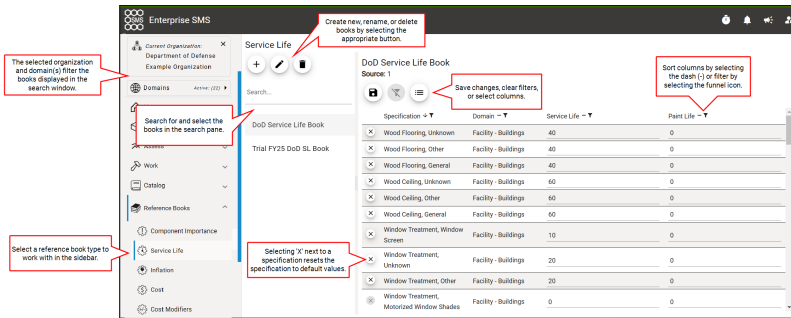 SMS
Enterprise SMS
Create new, rename, or delete
books by selecting the
appropriate button.
The selected organization
and domain(s) filter the
books displayed in the
search window.
Current Organization:
Department of Defense
Example Organization
Domains
Active: (22)
Search for and select the
books in the search pane.
Work
Catalog
Reference Books
Component Importance
Service Life
Inflation
Cost
Cost Modifiers
Select a reference book type to
work with in the sidebar.
Service Life
Search...
DoD Service Life Book
Trial FY25 DoD SL Book
Selecting 'X' next to a
specification resets the
specification to default values.
DoD Service Life Book
Source: 1
Save changes, clear filters,
or select columns.
Sort columns by selecting
the dash (-) or filter by
selecting the funnel icon.
Specification Domain Service Life Paint Life
Wood Flooring, Unknown Facility - Buildings 40 0
Wood Flooring, Other Facility - Buildings 40 0
Wood Flooring, General Facility - Buildings 40 0
Wood Ceiling, Unknown Facility - Buildings 60 0
Wood Ceiling, Other Facility - Buildings 60 0
Wood Ceiling, General Facility - Buildings 60 0
Window Treatment, Window
Screen Facility - Buildings 10 0
Window Treatment,
Unknown Facility - Buildings 20 0
Window Treatment, Other Facility - Buildings 20 0
Window Treatment,
Motorized Window Shades Facility - Buildings 0 0